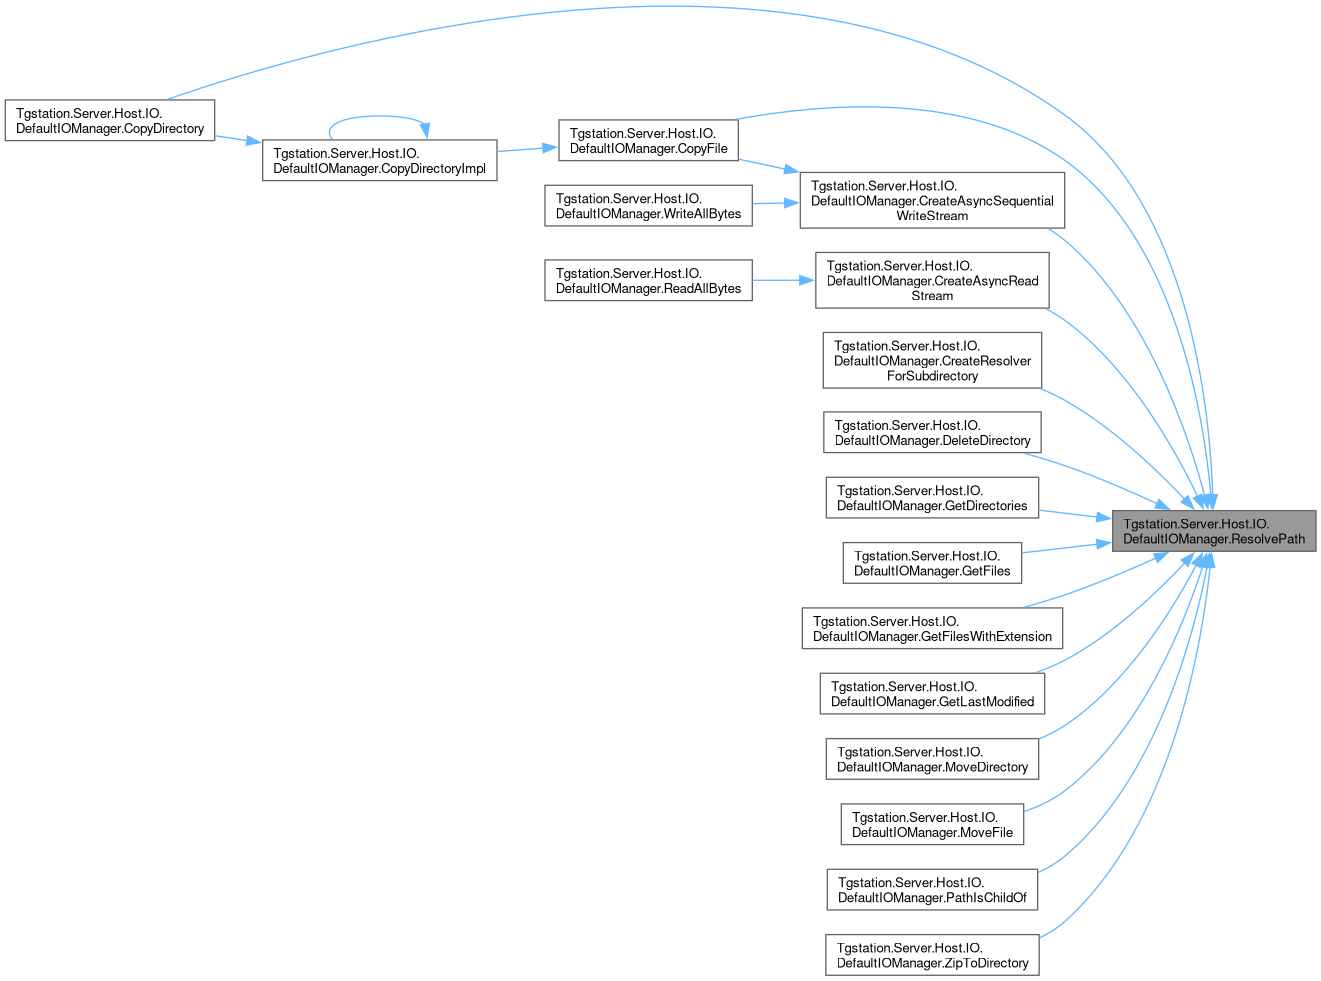 Tgstation.Server.Host.IO.
DefaultIOManager.CopyDirectory
Tgstation.Server.Host.IO.
DefaultIOManager.CopyDirectoryImpl
Tgstation.Server.Host.IO.
DefaultIOManager.CopyFile
Tgstation.Server.Host.IO.
DefaultIOManager.WriteAllBytes
Tgstation.Server.Host.IO.
DefaultIOManager.CreateAsyncSequential
WriteStream
Tgstation.Server.Host.IO.
DefaultIOManager.ReadAllBytes
Tgstation.Server.Host.IO.
DefaultIOManager.CreateAsyncRead
Stream
Tgstation.Server.Host.IO.
DefaultIOManager.CreateResolver
ForSubdirectory
Tgstation.Server.Host.IO.
DefaultIOManager.DeleteDirectory
Tgstation.Server.Host.IO.
DefaultIOManager.GetDirectories
Tgstation.Server.Host.IO.
DefaultIOManager.ResolvePath
Tgstation.Server.Host.IO.
DefaultIOManager.GetFiles
Tgstation.Server.Host.IO.
DefaultIOManager.GetFilesWithExtension
Tgstation.Server.Host.IO.
DefaultIOManager.GetLastModified
Tgstation.Server.Host.IO.
DefaultIOManager.MoveDirectory
Tgstation.Server.Host.IO.
DefaultIOManager.MoveFile
Tgstation.Server.Host.IO.
DefaultIOManager.PathIsChildOf
Tgstation.Server.Host.IO.
DefaultIOManager.ZipToDirectory